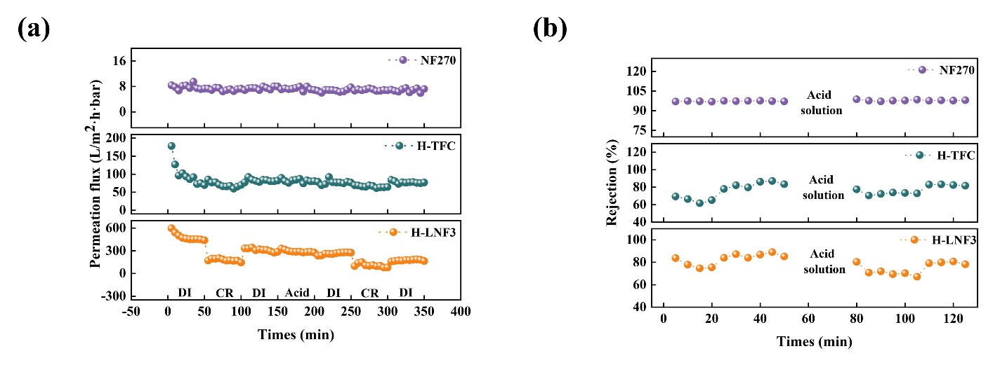 (a)
Permeation flux (L/m²·h·bar)
NF270
16
8
0
H-TFC
200
150
100
50
0
H-LNF3
600
300
0
-300
DI CR DI Acid DI CR DI
-50 0 50 100 150 200 250 300 350 400
Times (min)
(b)
Rejection (%)
NF270
120
105
90
75
Acid
solution
H-TFC
120
100
80
60
40
Acid
solution
H-LNF3
100
80
60
40
Acid
solution
0 20 40 60 80 100 120
Times (min)